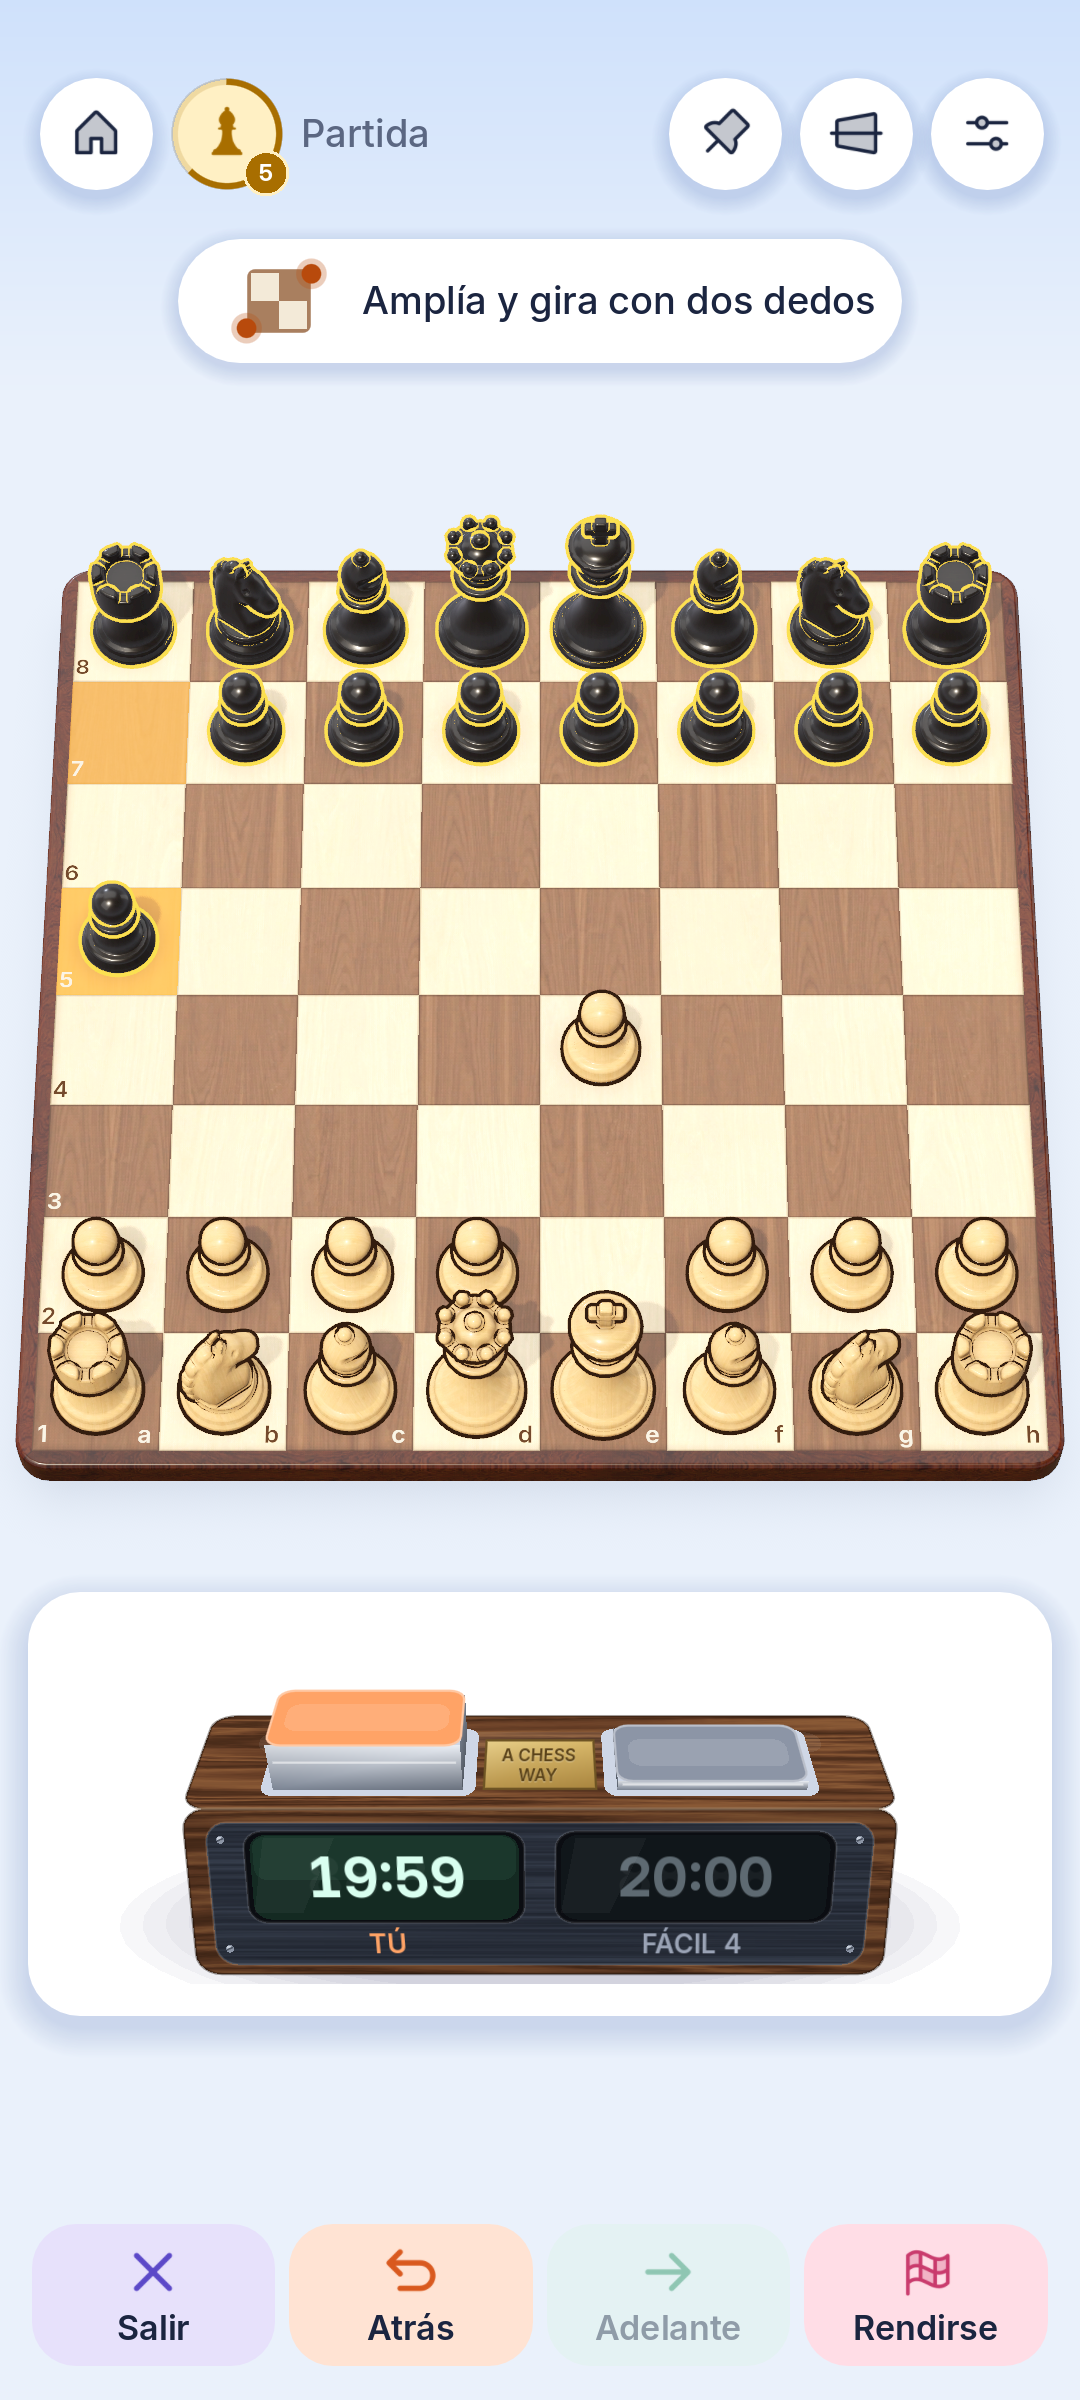 Partida
5
Amplía y gira con dos dedos
8
7
6
5
4
3
2
1 a b c d e f g h
A CHESS
WAY
19:59 20:00
TÚ FÁCIL 4
Salir Atrás Adelante Rendirse